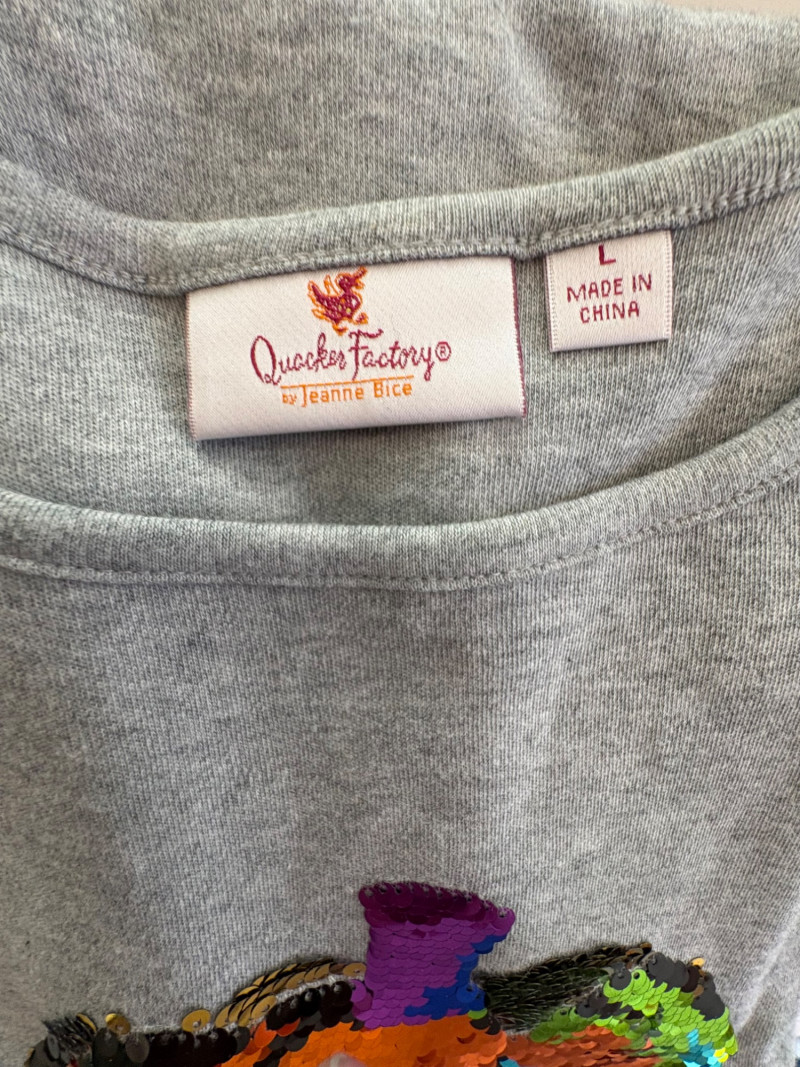 Quacker Factory®
by Jeanne Bice
L
MADE IN
CHINA